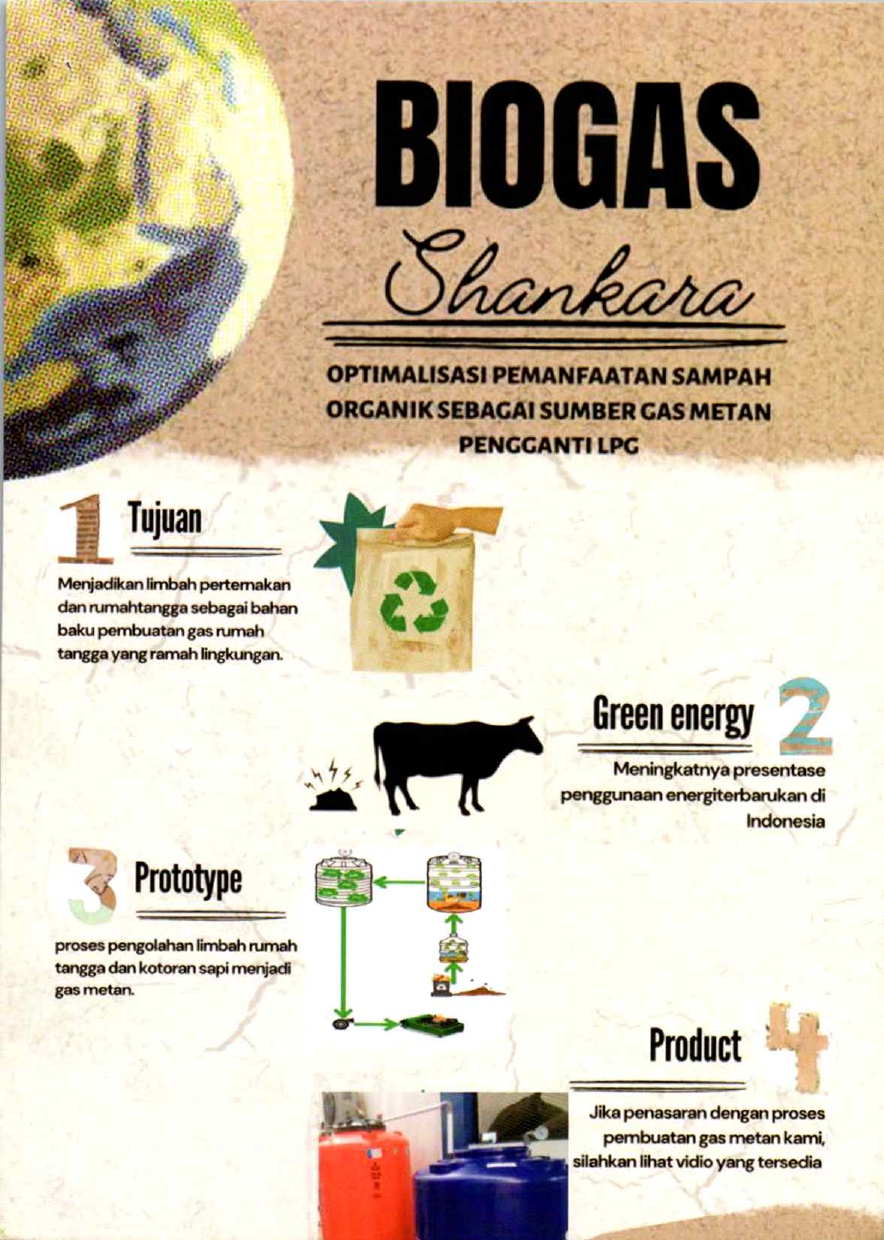 BIOGAS
Shankara
OPTIMALISASI PEMANFAATAN SAMPAH
ORGANIK SEBAGAI SUMBER GAS METAN
PENGGANTI LPG
1 Tujuan
Menjadikan limbah peternakan
dan rumahtangga sebagai bahan
baku pembuatan gas rumah
tangga yang ramah lingkungan.
Green energy 2
Meningkatnya presentase
penggunaan energiterbarukan di
Indonesia
3 Prototype
proses pengolahan limbah rumah
tangga dan kotoran sapi menjadi
gas metan.
Product 4
Jika penasaran dengan proses
pembuatan gas metan kami,
silahkan lihat vidio yang tersedia